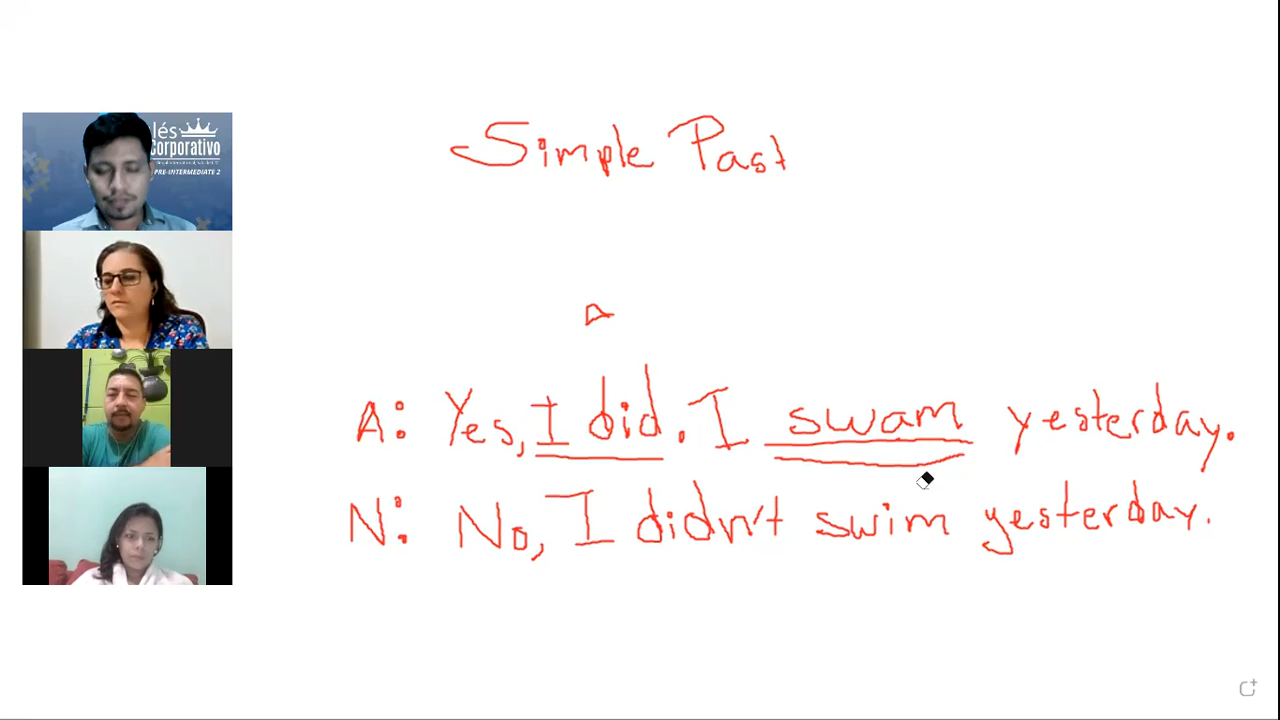 lés
Corporativo
PRE-INTERMEDIATE 2
Simple Past
A: Yes, I did. I swam yesterday.
N: No, I didn't swim yesterday.